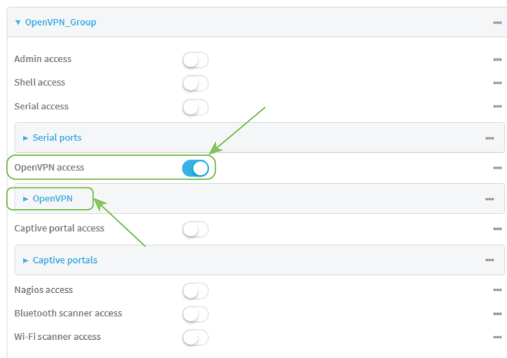 OpenVPN_Group
Admin access
Shell access
Serial access
Serial ports
OpenVPN access
OpenVPN
Captive portal access
Captive portals
Nagios access
Bluetooth scanner access
Wi-Fi scanner access